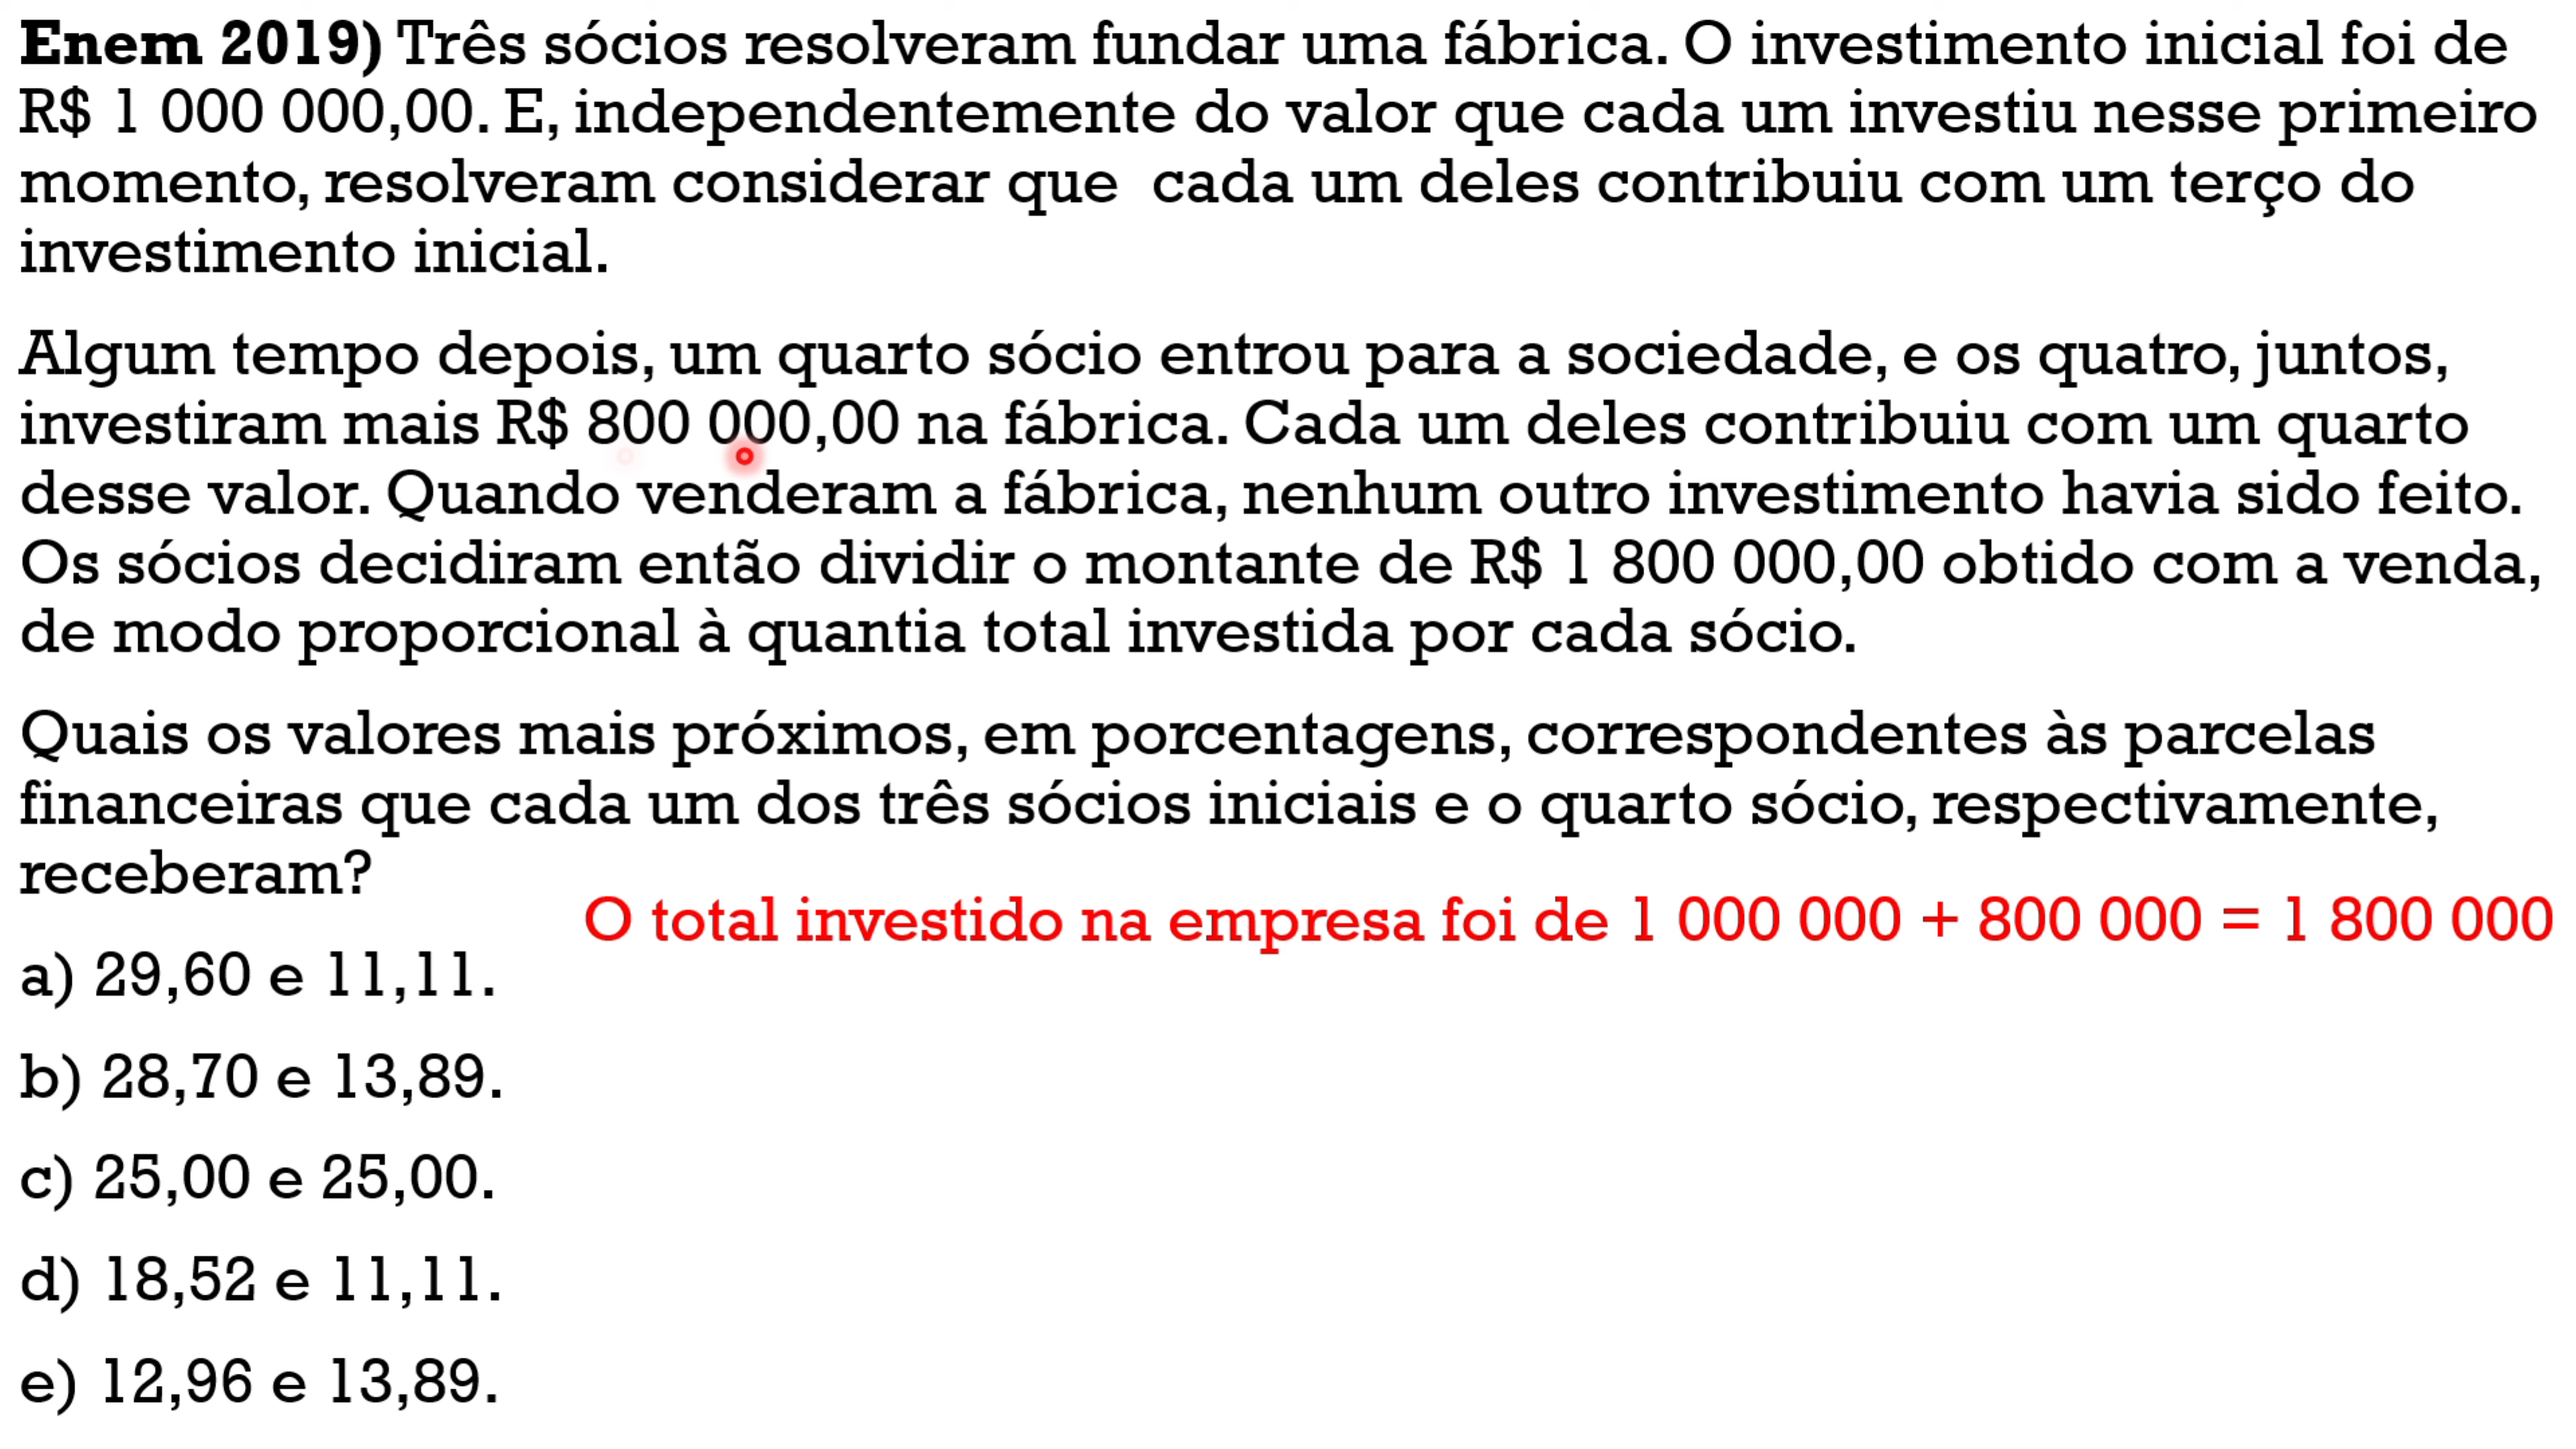 Enem 2019) Três sócios resolveram fundar uma fábrica. O investimento inicial foi de
R$ 1 000 000,00. E, independentemente do valor que cada um investiu nesse primeiro
momento, resolveram considerar que cada um deles contribuiu com um terço do
investimento inicial.
Algum tempo depois, um quarto sócio entrou para a sociedade, e os quatro, juntos,
investiram mais R$ 800 000,00 na fábrica. Cada um deles contribuiu com um quarto
desse valor. Quando venderam a fábrica, nenhum outro investimento havia sido feito.
Os sócios decidiram então dividir o montante de R$ 1 800 000,00 obtido com a venda,
de modo proporcional à quantia total investida por cada sócio.
Quais os valores mais próximos, em porcentagens, correspondentes às parcelas
financeiras que cada um dos três sócios iniciais e o quarto sócio, respectivamente,
receberam?
O total investido na empresa foi de 1 000 000 + 800 000 = 1 800 000
a) 29,60 e 11,11.
b) 28,70 e 13,89.
c) 25,00 e 25,00.
d) 18,52 e 11,11.
e) 12,96 e 13,89.